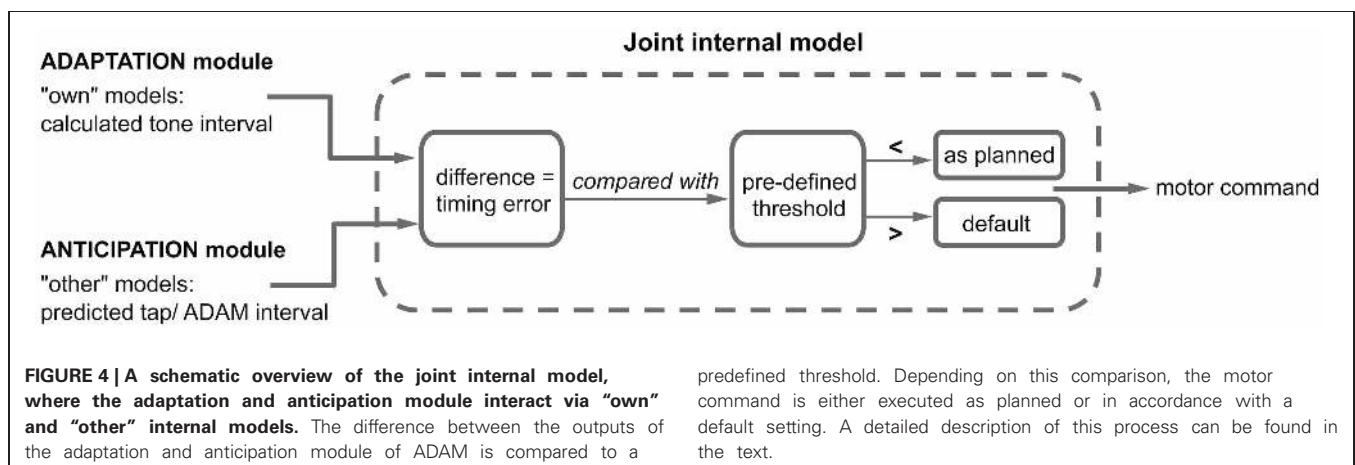 Joint internal model
ADAPTATION module
"own" models:
calculated tone interval
ANTICIPATION module
"other" models:
predicted tap/ ADAM interval
difference =
timing error
compared with
pre-defined
threshold
<
as planned
>
default
motor command
FIGURE 4 | A schematic overview of the joint internal model,
where the adaptation and anticipation module interact via “own”
and “other” internal models. The difference between the outputs of
the adaptation and anticipation module of ADAM is compared to a
predefined threshold. Depending on this comparison, the motor
command is either executed as planned or in accordance with a
default setting. A detailed description of this process can be found in
the text.